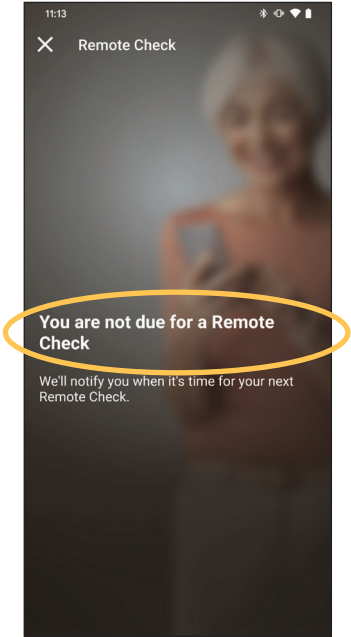 11:13
Remote Check
You are not due for a Remote
Check
We'll notify you when it's time for your next
Remote Check.